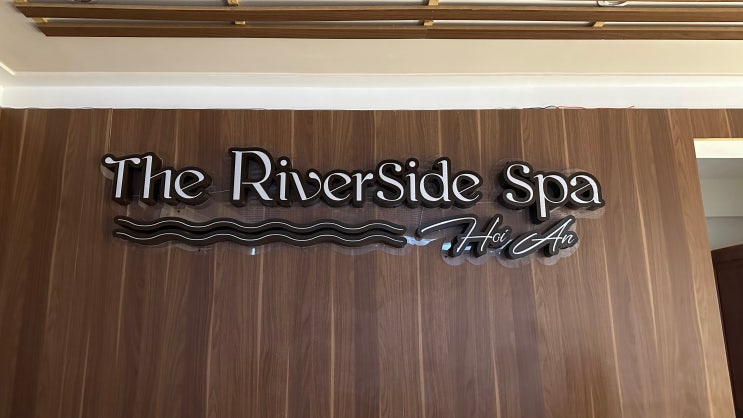 The RiverSide Spa
Hoi An